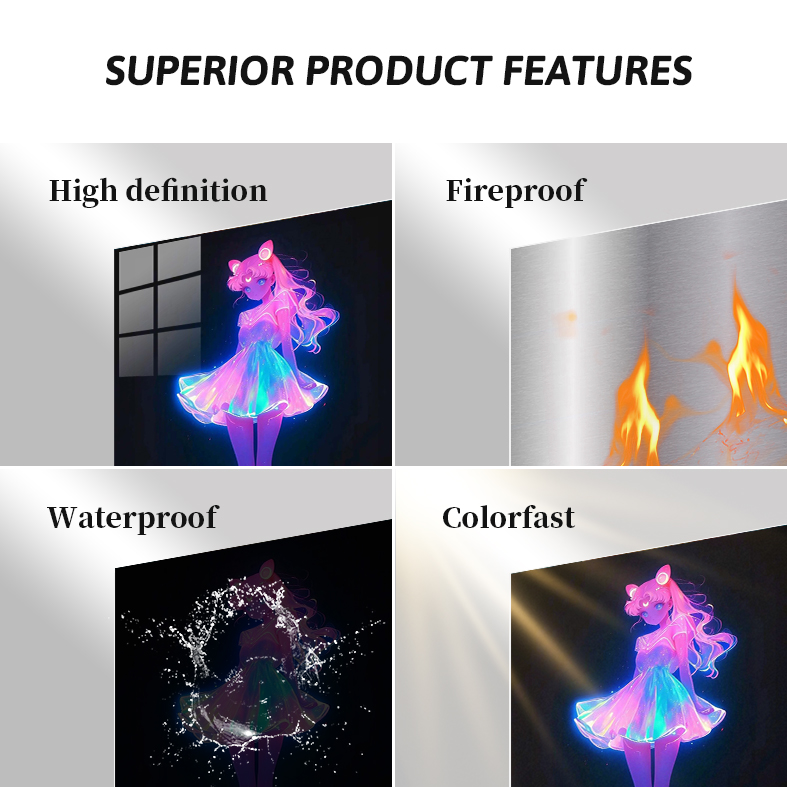 SUPERIOR PRODUCT FEATURES
High definition
Fireproof
Waterproof
Colorfast